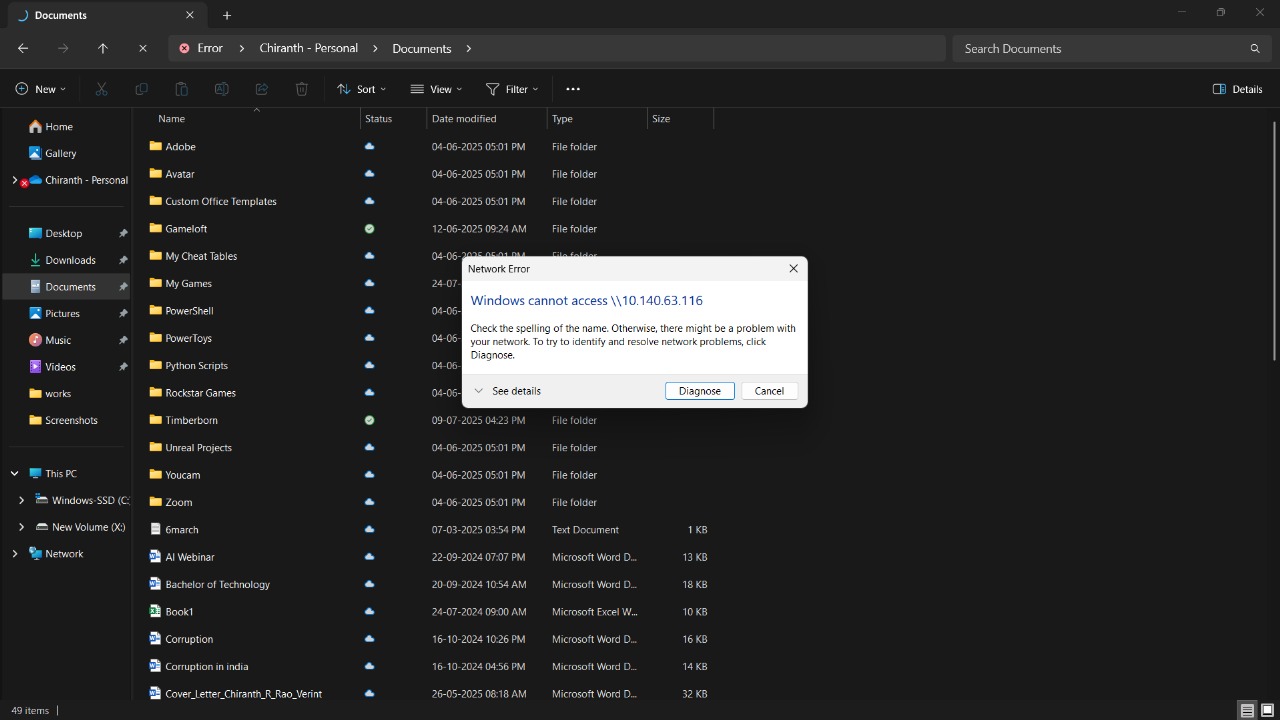 Documents
Error > Chiranth - Personal > Documents >
Search Documents
New
Sort
View
Filter
Details
Name Status Date modified Type Size
Home
Gallery
Chiranth - Personal
Desktop
Downloads
Documents
Pictures
Music
Videos
works
Screenshots
This PC
Windows-SSD (C:
New Volume (X:)
Network
Adobe 04-06-2025 05:01 PM File folder
Avatar 04-06-2025 05:01 PM File folder
Custom Office Templates 04-06-2025 05:01 PM File folder
Gameloft 12-06-2025 09:24 AM File folder
My Cheat Tables 04-06-2025 05:01 PM File folder
My Games 24-07-
PowerShell 04-06-
PowerToys 04-06-
Python Scripts 04-06-
Rockstar Games 04-06-
Timberborn 09-07-2025 04:23 PM File folder
Unreal Projects 04-06-2025 05:01 PM File folder
Youcam 04-06-2025 05:01 PM File folder
Zoom 04-06-2025 05:01 PM File folder
6march 07-03-2025 03:54 PM Text Document 1 KB
AI Webinar 22-09-2024 07:07 PM Microsoft Word D... 13 KB
Bachelor of Technology 20-09-2024 10:54 AM Microsoft Word D... 18 KB
Book1 24-07-2024 09:00 AM Microsoft Excel W... 10 KB
Corruption 16-10-2024 10:26 PM Microsoft Word D... 16 KB
Corruption in india 16-10-2024 04:56 PM Microsoft Word D... 14 KB
Cover_Letter_Chiranth_R_Rao_Verint 26-05-2025 08:18 AM Microsoft Word D... 32 KB
Network Error
Windows cannot access \\10.140.63.116
Check the spelling of the name. Otherwise, there might be a problem with
your network. To try to identify and resolve network problems, click
Diagnose.
See details
Diagnose
Cancel
49 items